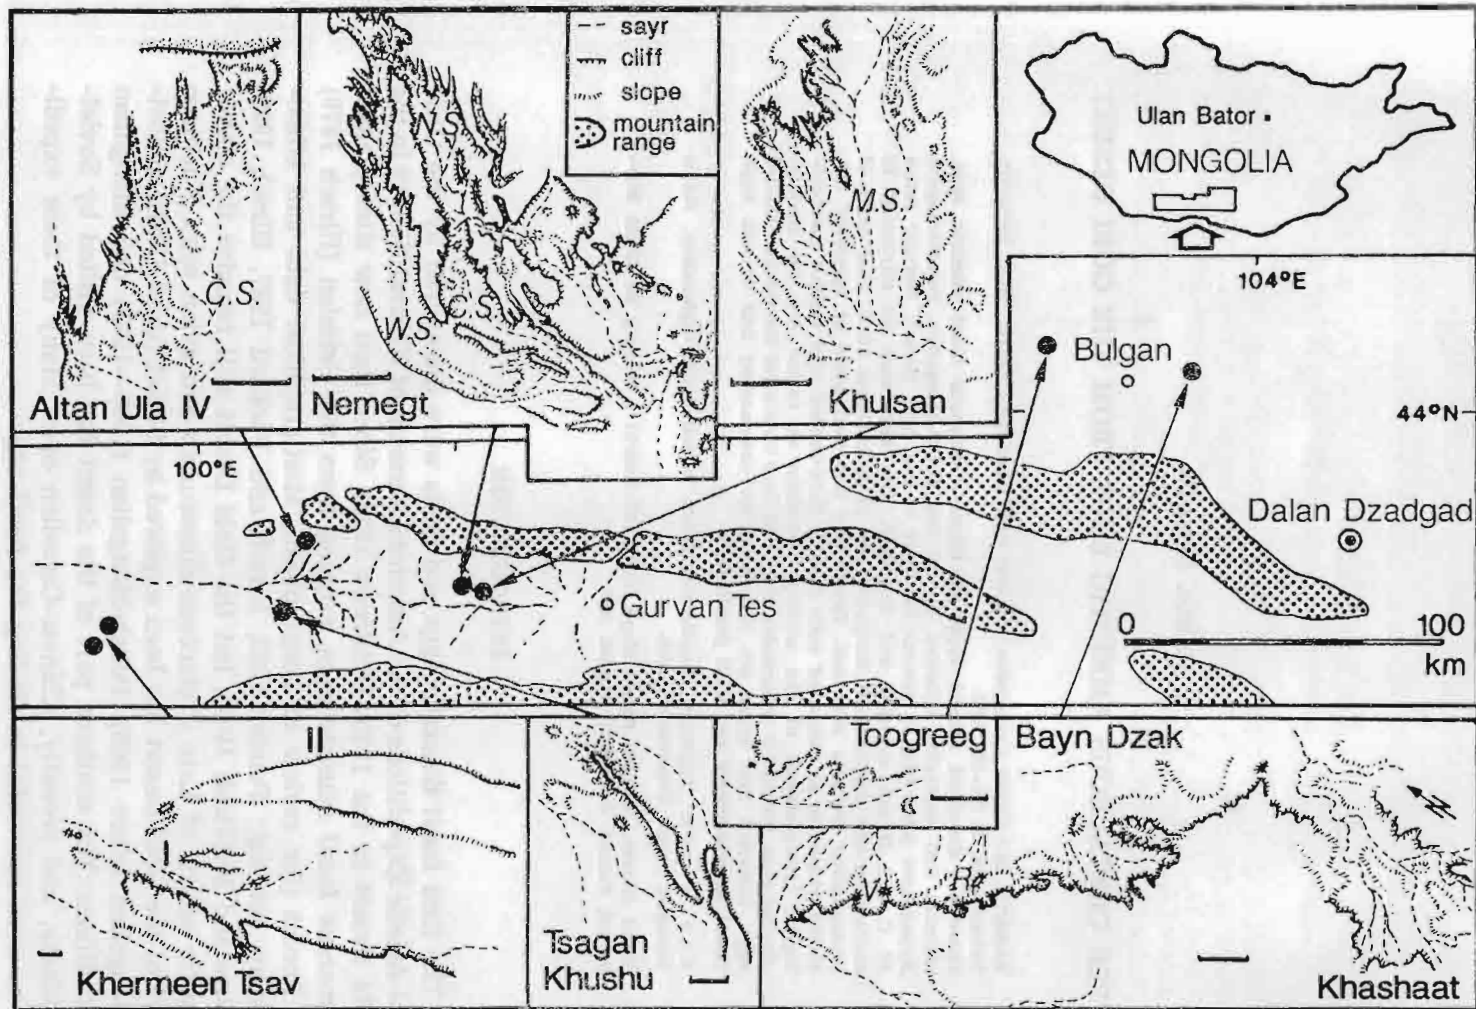 sayr
cliff
slope
mountain
range
N.S.
W.S.
C.S.
Nemegt
C.S.
Altan Ula IV
M.S.
Khulsan
Ulan Bator
MONGOLIA
104°E
Bulgan
44°N
100°E
Dalan Dzadgad
Gurvan Tes
0 100
km
II
I
Khermeen Tsav
Tsagan
Khushu
Toogreeg
Bayn Dzak
N
V
R
Khashaat